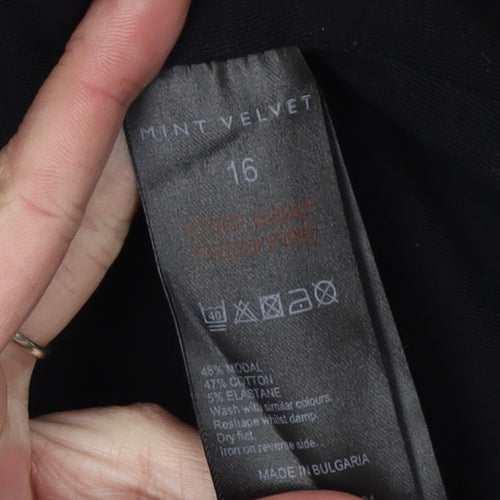 MINT VELVET
16
KEEP AWAY
FROM FIRE
40
48% MODAL
47% COTTON
5% ELASTANE
Wash with similar colours.
Reshape whilst damp.
Dry flat.
Iron on reverse side.
MADE IN BULGARIA